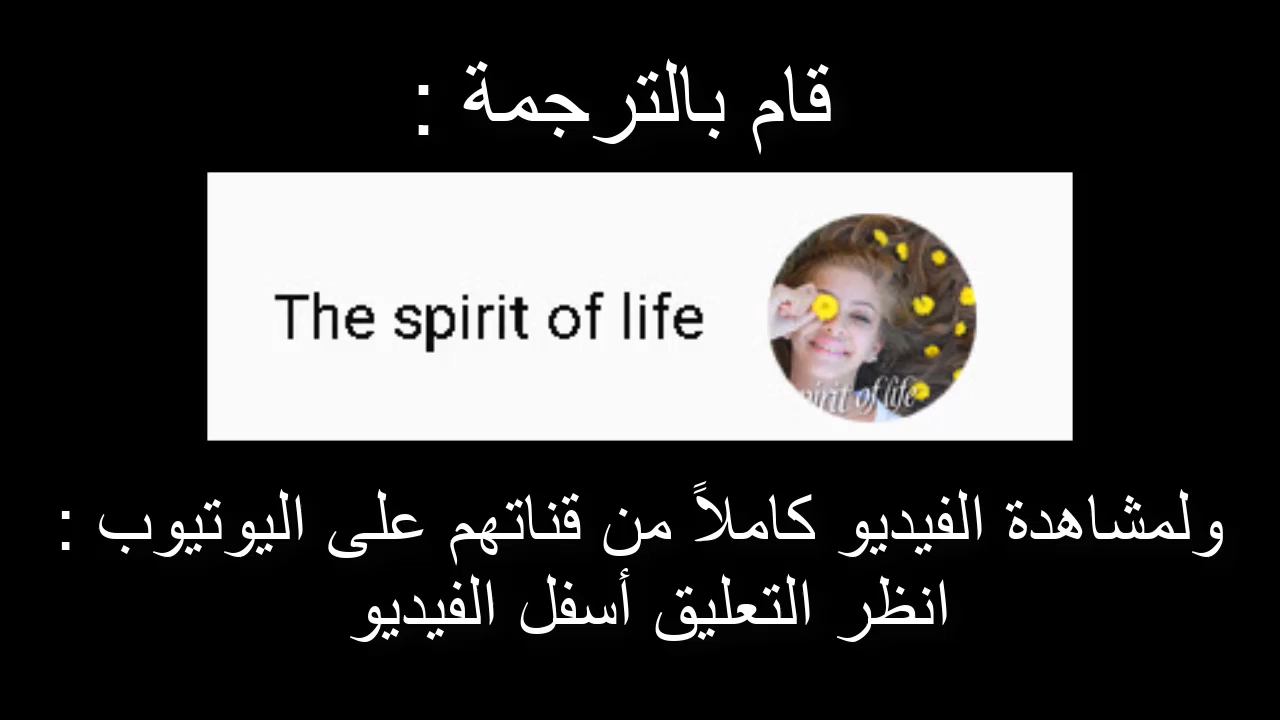 قام بالترجمة :
The spirit of life
pirit of life
ولمشاهدة الفيديو كاملاً من قناتهم على اليوتيوب :
انظر التعليق أسفل الفيديو